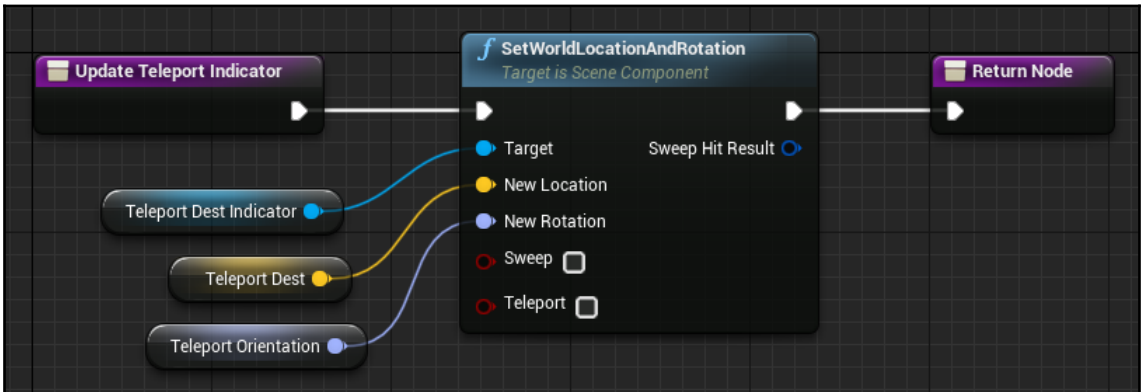 Update Teleport Indicator
f SetWorldLocationAndRotation
Target is Scene Component
Return Node
Target
Sweep Hit Result
New Location
New Rotation
Sweep
Teleport
Teleport Dest Indicator
Teleport Dest
Teleport Orientation